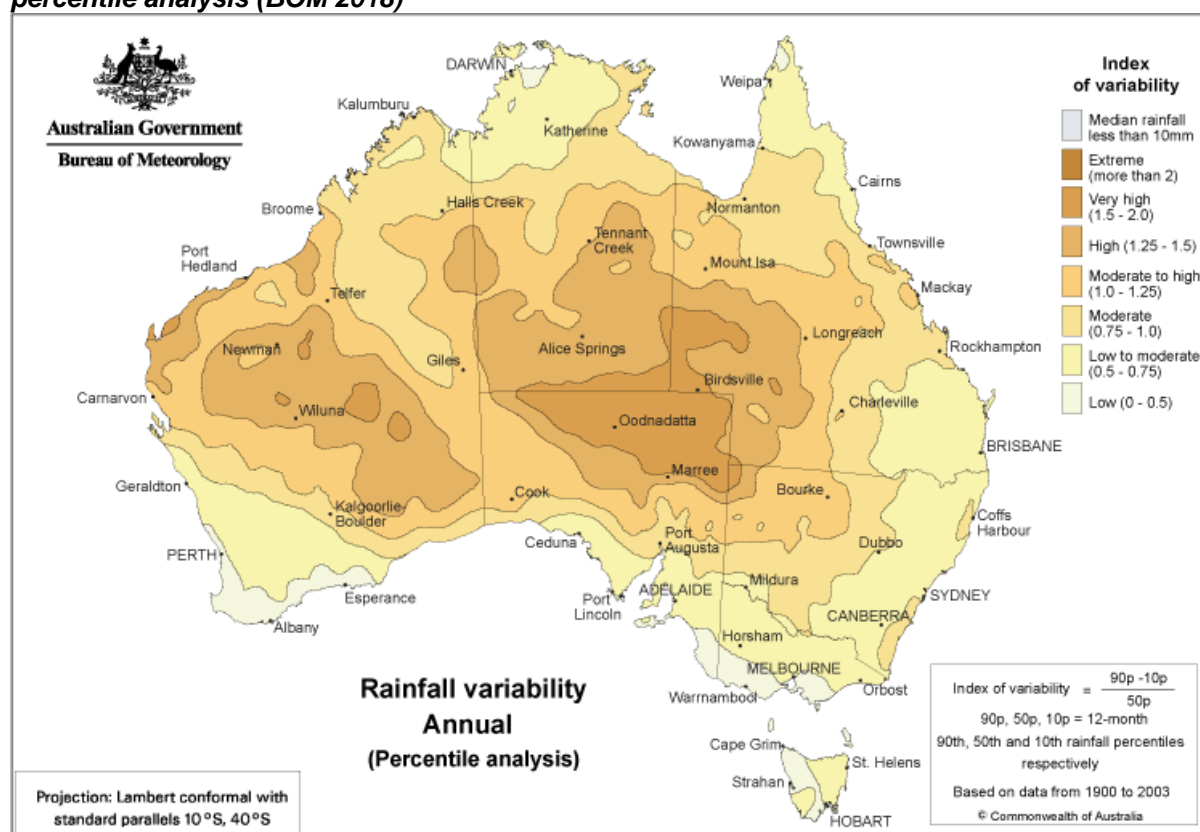 percentile analysis (BOM 2018)
Australian Government
Bureau of Meteorology
DARWIN
Kalumburu
Katherine
Weipa
Kowanyama
Cairns
Broome
Halls Creek
Normanton
Townsville
Port
Hedland
Tennant
Creek
Mount Isa
Mackay
Telfer
Newman
Giles
Alice Springs
Longreach
Rockhampton
Carnarvon
Wiluna
Birdsville
Oodnadatta
Charleville
BRISBANE
Geraldton
Marree
Cook
Bourke
Kalgoorlie-
Boulder
Coffs
Harbour
PERTH
Ceduna
Port
Augusta
Dubbo
Esperance
Albany
Port
Lincoln
ADELAIDE
Mildura
SYDNEY
CANBERRA
Horsham
MELBOURNE
Warrnambool
Orbost
Cape Grim
St. Helens
Strahan
HOBART
Index
of variability
Median rainfall
less than 10mm
Extreme
(more than 2)
Very high
(1.5 - 2.0)
High (1.25 - 1.5)
Moderate to high
(1.0 - 1.25)
Moderate
(0.75 - 1.0)
Low to moderate
(0.5 - 0.75)
Low (0 - 0.5)
Rainfall variability
Annual
(Percentile analysis)
Projection: Lambert conformal with
standard parallels 10°S, 40°S
Index of variability = 90p -10p
50p
90p, 50p, 10p = 12-month
90th, 50th and 10th rainfall percentiles
respectively
Based on data from 1900 to 2003
© Commonwealth of Australia